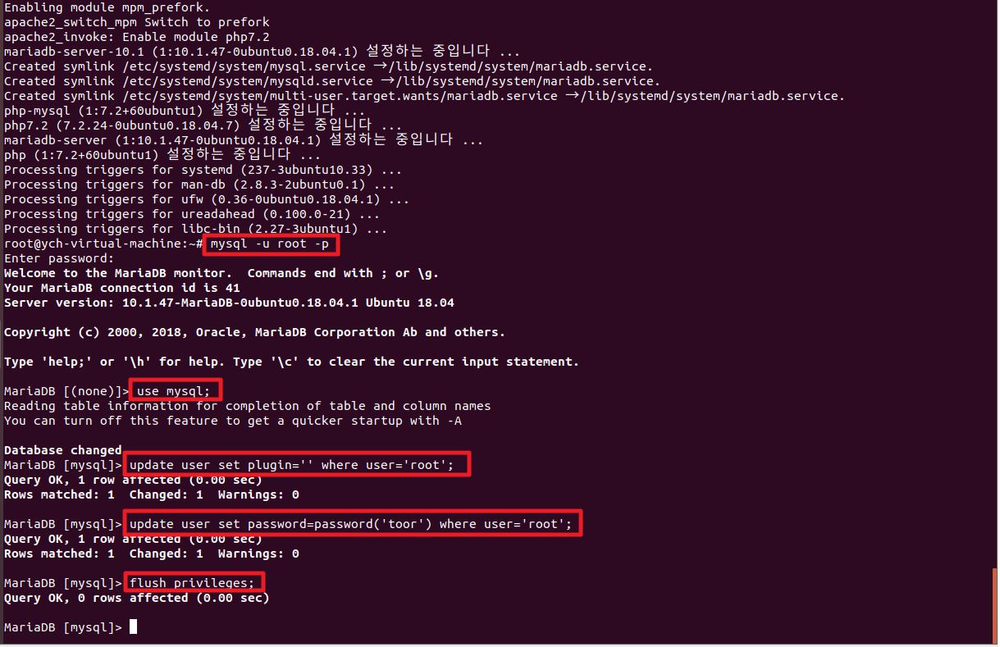 Enabling module mpm_prefork.
apache2_switch_mpm Switch to prefork
apache2_invoke: Enable module php7.2
mariadb-server-10.1 (1:10.1.47-0ubuntu0.18.04.1) 설정하는 중입니다 ...
Created symlink /etc/systemd/system/mysql.service → /lib/systemd/system/mariadb.service.
Created symlink /etc/systemd/system/mysqld.service → /lib/systemd/system/mariadb.service.
Created symlink /etc/systemd/system/multi-user.target.wants/mariadb.service → /lib/systemd/system/mariadb.service.
php-mysql (1:7.2+60ubuntu1) 설정하는 중입니다 ...
php7.2 (7.2.24-0ubuntu0.18.04.7) 설정하는 중입니다 ...
mariadb-server (1:10.1.47-0ubuntu0.18.04.1) 설정하는 중입니다 ...
php (1:7.2+60ubuntu1) 설정하는 중입니다 ...
Processing triggers for systemd (237-3ubuntu10.33) ...
Processing triggers for man-db (2.8.3-2ubuntu0.1) ...
Processing triggers for ufw (0.36-0ubuntu0.18.04.1) ...
Processing triggers for ureadahead (0.100.0-21) ...
Processing triggers for libc-bin (2.27-3ubuntu1) ...
root@ych-virtual-machine:~# mysql -u root -p
Enter password:
Welcome to the MariaDB monitor.  Commands end with ; or \g.
Your MariaDB connection id is 41
Server version: 10.1.47-MariaDB-0ubuntu0.18.04.1 Ubuntu 18.04
Copyright (c) 2000, 2018, Oracle, MariaDB Corporation Ab and others.
Type 'help;' or '\h' for help. Type '\c' to clear the current input statement.
MariaDB [(none)]> use mysql;
Reading table information for completion of table and column names
You can turn off this feature to get a quicker startup with -A
Database changed
MariaDB [mysql]> update user set plugin='' where user='root';
Query OK, 1 row affected (0.00 sec)
Rows matched: 1  Changed: 1  Warnings: 0
MariaDB [mysql]> update user set password=password('toor') where user='root';
Query OK, 1 row affected (0.00 sec)
Rows matched: 1  Changed: 1  Warnings: 0
MariaDB [mysql]> flush privileges;
Query OK, 0 rows affected (0.00 sec)
MariaDB [mysql]>